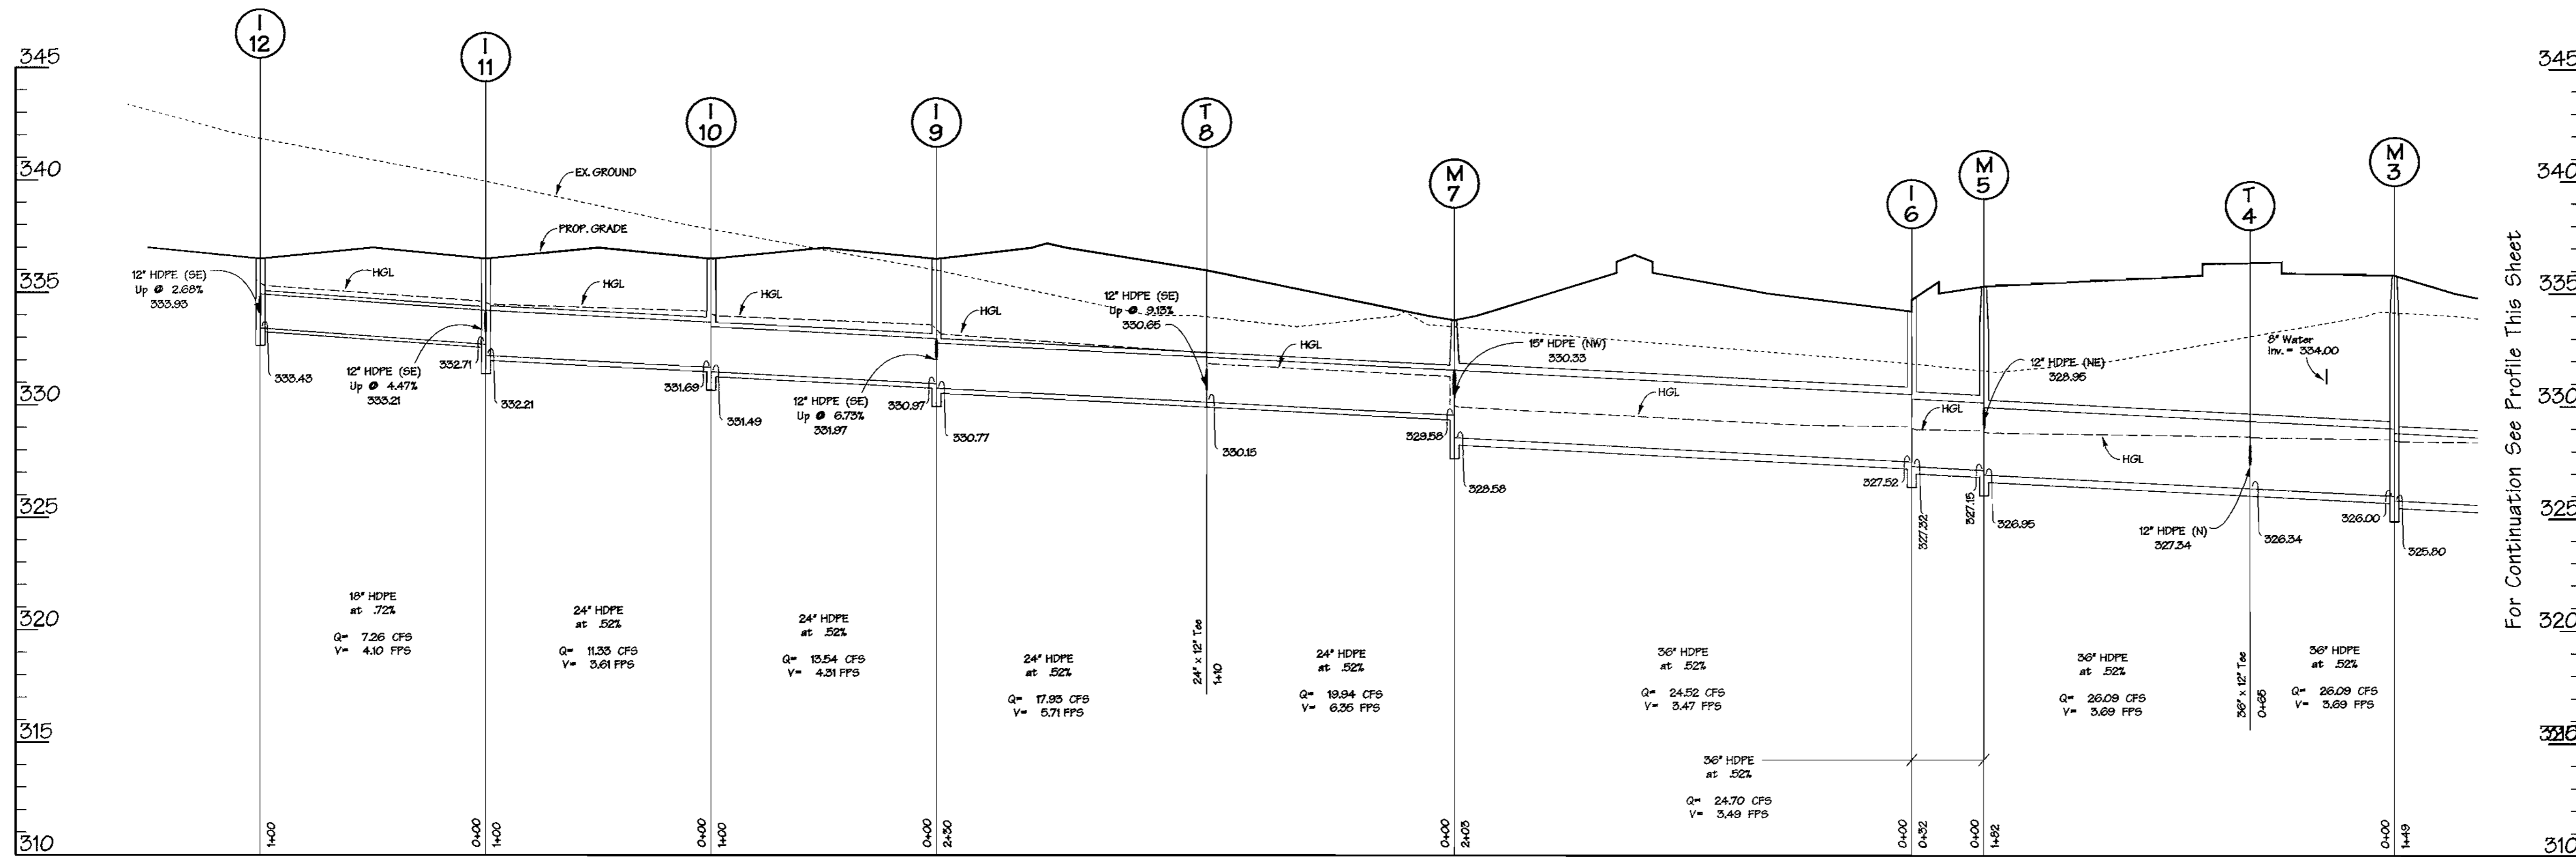 I
12
I
11
I
10
I
9
T
8
M
7
I
6
M
5
T
4
M
3
345
340
335
330
325
320
315
310
EX. GROUND
PROP. GRADE
12" HDPE (SE)
Up @ 2.68%
333.93
HGL
333.43
12" HDPE (SE)
Up @ 4.47%
333.21
332.71
332.21
HGL
331.69
331.49
HGL
12" HDPE (SE)
Up @ 6.73%
331.97
330.97
330.77
HGL
12" HDPE (SE)
Up @ 9.13%
330.65
330.15
HGL
15" HDPE (NW)
330.33
329.58
328.58
HGL
327.52
327.32
HGL
327.15
326.95
12" HDPE (NE)
328.95
HGL
12" HDPE (N)
327.34
326.34
8" Water
Inv. = 334.00
326.00
325.80
18" HDPE
at .72%
Q= 7.26 CFS
V= 4.10 FPS
24" HDPE
at .52%
Q= 11.33 CFS
V= 3.61 FPS
24" HDPE
at .52%
Q= 13.54 CFS
V= 4.31 FPS
24" HDPE
at .52%
Q= 17.93 CFS
V= 5.71 FPS
24" x 12" Tee
1+10
24" HDPE
at .52%
Q= 19.94 CFS
V= 6.35 FPS
36" HDPE
at .52%
Q= 24.52 CFS
V= 3.47 FPS
36" HDPE
at .52%
Q= 24.70 CFS
V= 3.49 FPS
36" HDPE
at .52%
Q= 26.09 CFS
V= 3.69 FPS
36" x 12" Tee
0+65
36" HDPE
at .52%
Q= 26.09 CFS
V= 3.69 FPS
1+00
0+00
1+00
0+00
1+00
0+00
2+30
0+00
2+03
0+00
0+32
0+00
1+82
0+00
1+49
For Continuation See Profile This Sheet
345
340
335
330
325
320
310